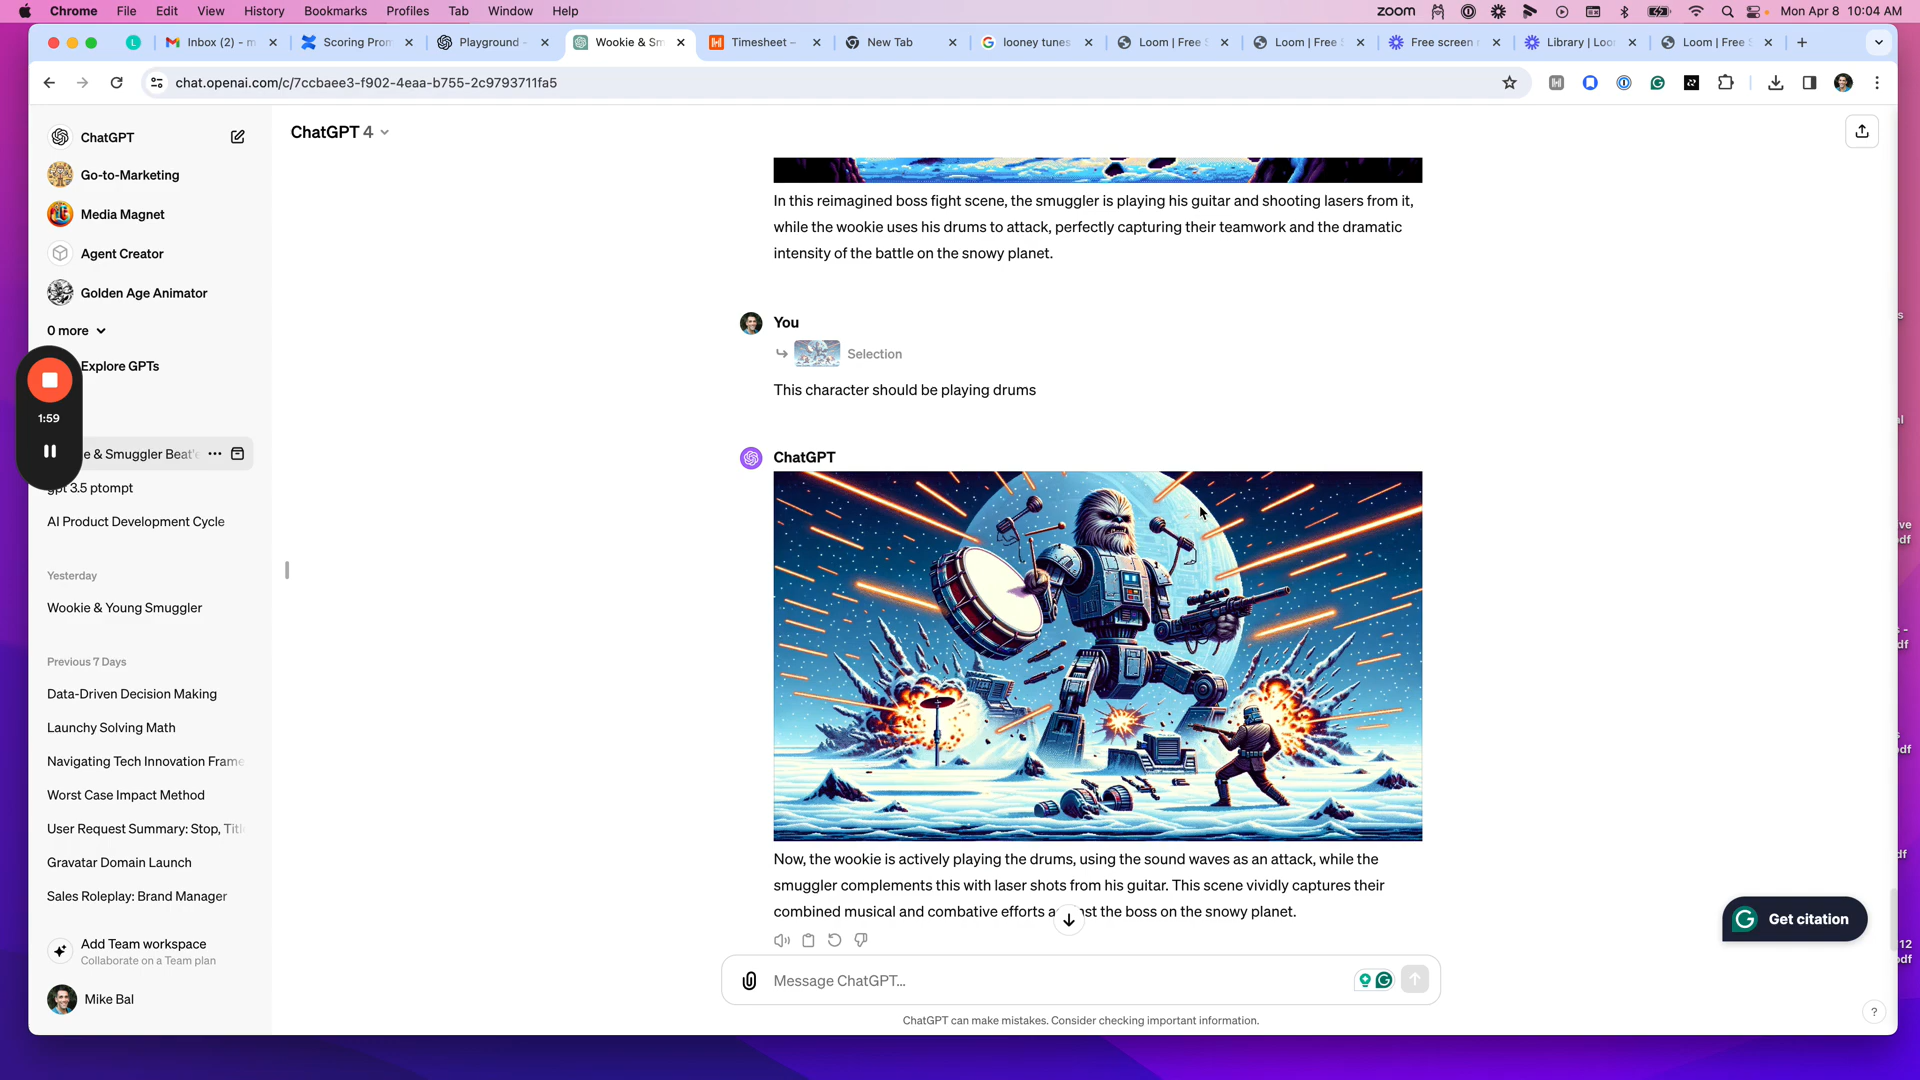 Chrome File Edit View History Bookmarks Profiles Tab Window Help
zoom
Mon Apr 8 10:04 AM
L
Inbox (2) - m
Scoring Pron
Playground -
Wookie & Sm
Timesheet –
New Tab
looney tunes
Loom | Free S
Loom | Free S
Free screen r
Library | Loo
Loom | Free S
chat.openai.com/c/7ccbaee3-f902-4eaa-b755-2c9793711fa5
ChatGPT
Go-to-Marketing
Media Magnet
Agent Creator
Golden Age Animator
0 more
Explore GPTs
1:59
e & Smuggler Beat'e
gpt 3.5 ptompt
AI Product Development Cycle
Yesterday
Wookie & Young Smuggler
Previous 7 Days
Data-Driven Decision Making
Launchy Solving Math
Navigating Tech Innovation Frame
Worst Case Impact Method
User Request Summary: Stop, Titl
Gravatar Domain Launch
Sales Roleplay: Brand Manager
Add Team workspace
Collaborate on a Team plan
Mike Bal
ChatGPT 4
In this reimagined boss fight scene, the smuggler is playing his guitar and shooting lasers from it,
while the wookie uses his drums to attack, perfectly capturing their teamwork and the dramatic
intensity of the battle on the snowy planet.
You
Selection
This character should be playing drums
ChatGPT
Now, the wookie is actively playing the drums, using the sound waves as an attack, while the
smuggler complements this with laser shots from his guitar. This scene vividly captures their
combined musical and combative efforts a st the boss on the snowy planet.
Get citation
Message ChatGPT...
ChatGPT can make mistakes. Consider checking important information.
?